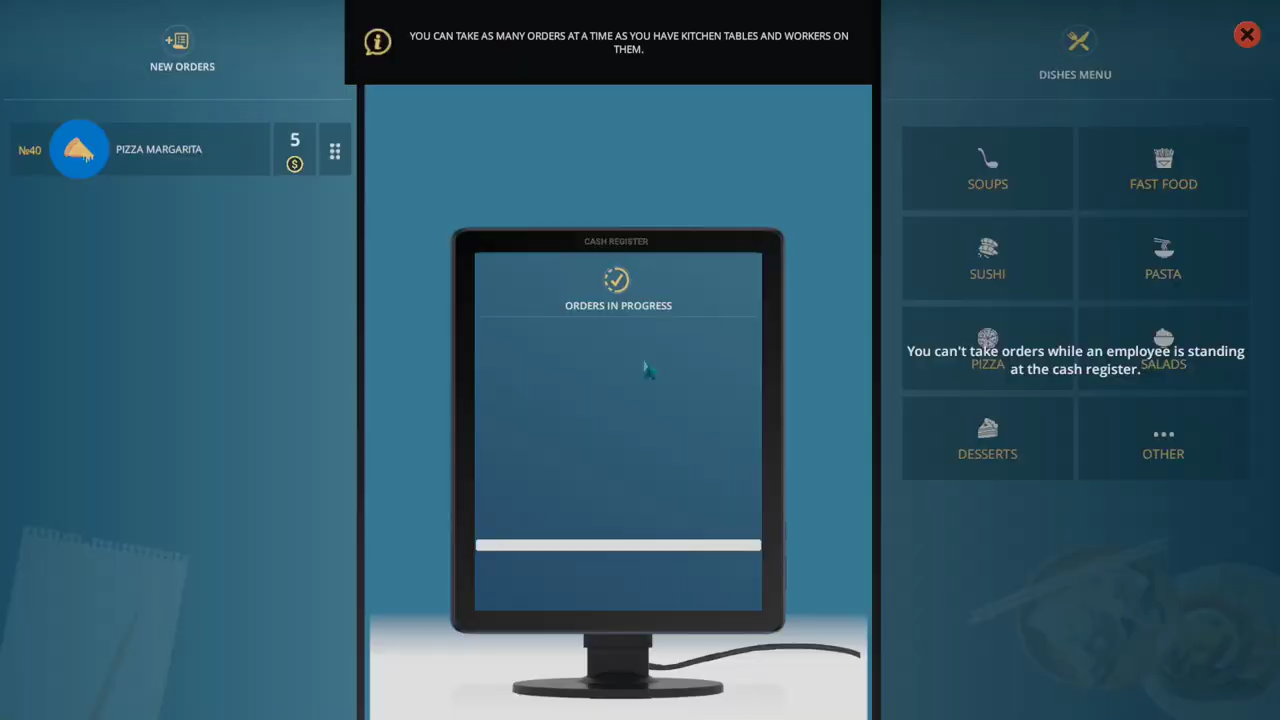 NEW ORDERS
YOU CAN TAKE AS MANY ORDERS AT A TIME AS YOU HAVE KITCHEN TABLES AND WORKERS ON
THEM.
DISHES MENU
№40
PIZZA MARGARITA
5
CASH REGISTER
ORDERS IN PROGRESS
SOUPS
FAST FOOD
SUSHI
PASTA
PIZZA
SALADS
You can't take orders while an employee is standing
at the cash register.
DESSERTS
OTHER